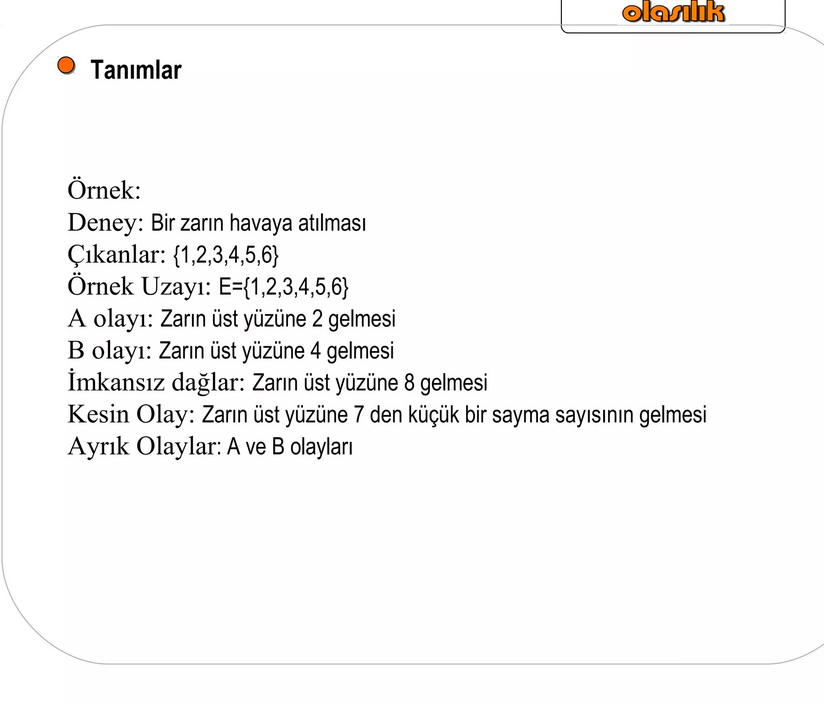 olasılık
Tanımlar
Örnek:
Deney: Bir zarın havaya atılması
Çıkanlar: {1,2,3,4,5,6}
Örnek Uzayı: E={1,2,3,4,5,6}
A olayı: Zarın üst yüzüne 2 gelmesi
B olayı: Zarın üst yüzüne 4 gelmesi
İmkansız dağlar: Zarın üst yüzüne 8 gelmesi
Kesin Olay: Zarın üst yüzüne 7 den küçük bir sayma sayısının gelmesi
Ayrık Olaylar: A ve B olayları